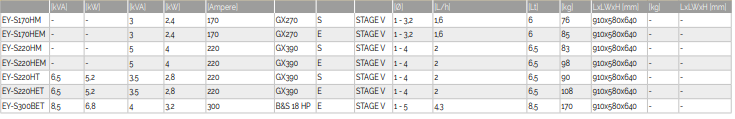 [kVA] [kW] [kVA] [kW] [Ampere] [Ø] [L/h] [Lt] [kg] LxLWxH [mm] [kg] LxLWxH [mm]
EY-S170HM - - 3 2,4 170 GX270 S STAGE V 1 - 3,2 1,6 6 76 910x580x640 - -
EY-S170HEM - - 3 2,4 170 GX270 E STAGE V 1 - 3,2 1,6 6 85 910x580x640 - -
EY-S220HM - - 5 4 220 GX390 S STAGE V 1 - 4 2 6,5 83 910x580x640 - -
EY-S220HEM - - 5 4 220 GX390 E STAGE V 1 - 4 2 6,5 98 910x580x640 - -
EY-S220HT 6,5 5,2 3,5 2,8 220 GX390 S STAGE V 1 - 4 2 6,5 90 910x580x640 - -
EY-S220HET 6,5 5,2 3,5 2,8 220 GX390 E STAGE V 1 - 4 2 6,5 108 910x580x640 - -
EY-S300BET 8,5 6,8 4 3,2 300 B&S 18 HP E STAGE V 1 - 5 4,3 8,5 170 910x580x640 - -